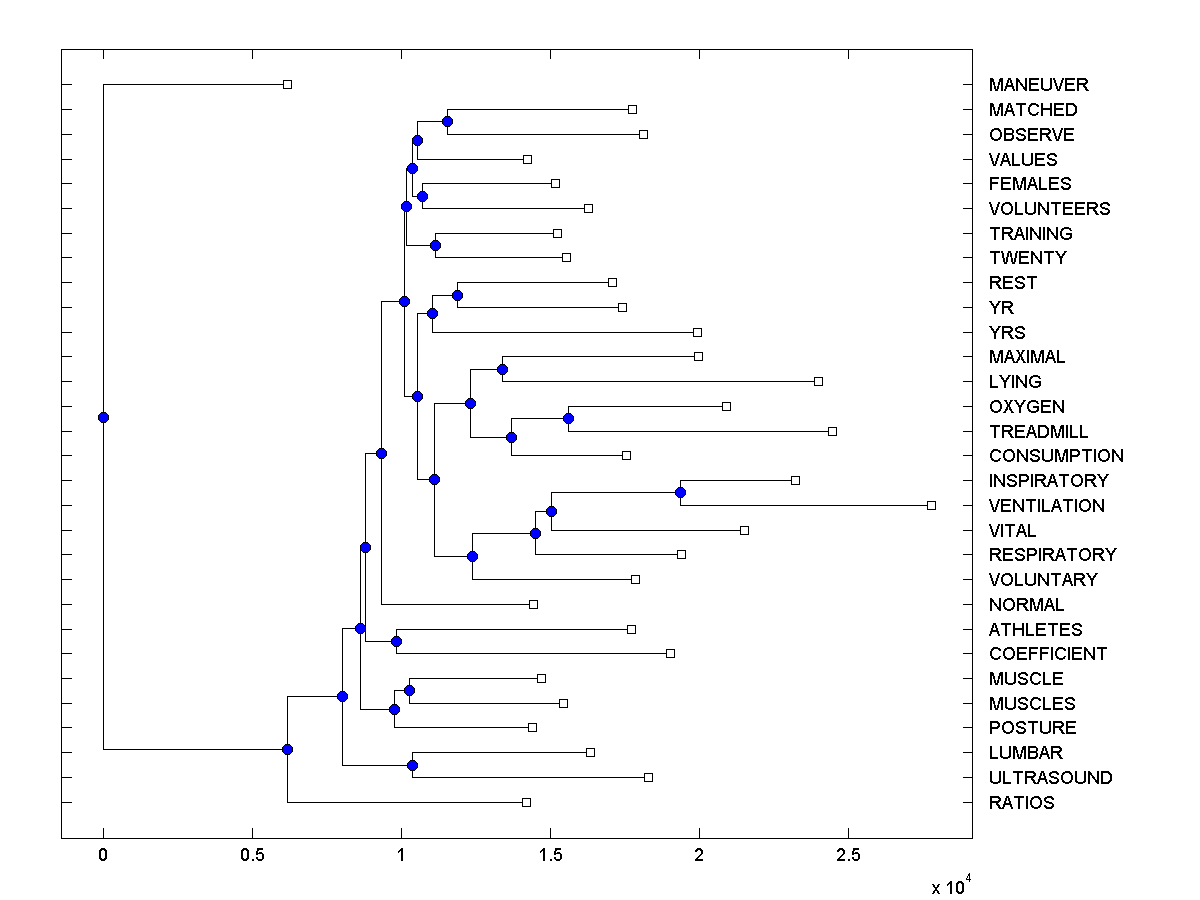 MANEUVER
MATCHED
OBSERVE
VALUES
FEMALES
VOLUNTEERS
TRAINING
TWENTY
REST
YR
YRS
MAXIMAL
LYING
OXYGEN
TREADMILL
CONSUMPTION
INSPIRATORY
VENTILATION
VITAL
RESPIRATORY
VOLUNTARY
NORMAL
ATHLETES
COEFFICIENT
MUSCLE
MUSCLES
POSTURE
LUMBAR
ULTRASOUND
RATIOS
0 0.5 1 1.5 2 2.5
x 10^4